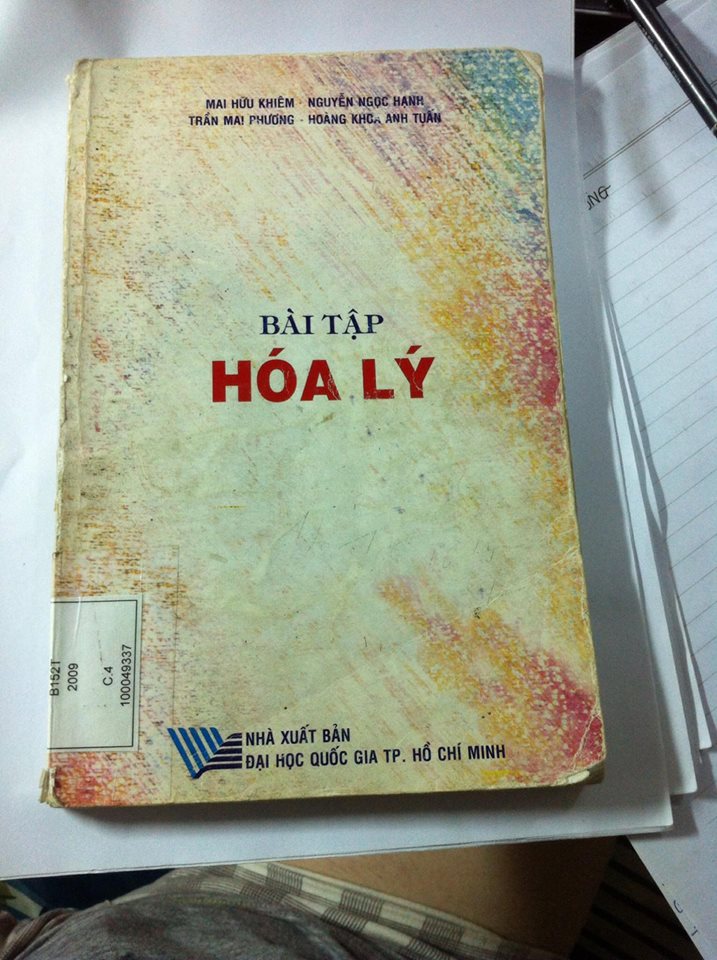 MAI HỮU KHIÊM - NGUYỄN NGỌC HẠNH
TRẦN MAI PHƯƠNG - HOÀNG KHOA ANH TUẤN
BÀI TẬP
HÓA LÝ
B152T
2009
C.4
100049337
NHÀ XUẤT BẢN
ĐẠI HỌC QUỐC GIA TP. HỒ CHÍ MINH